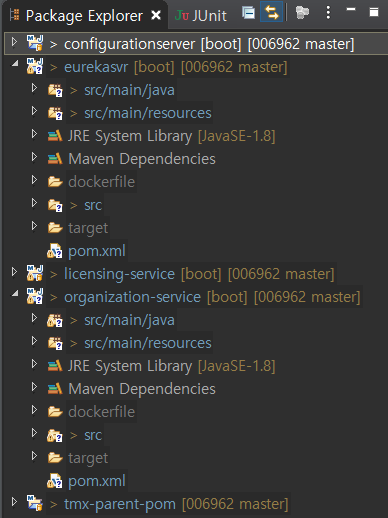 Package Explorer JUnit
> configurationserver [boot] [006962 master]
> eurekasvr [boot] [006962 master]
> src/main/java
> src/main/resources
JRE System Library [JavaSE-1.8]
Maven Dependencies
dockerfile
> src
target
pom.xml
> licensing-service [boot] [006962 master]
> organization-service [boot] [006962 master]
> src/main/java
> src/main/resources
JRE System Library [JavaSE-1.8]
Maven Dependencies
dockerfile
> src
target
pom.xml
> tmx-parent-pom [006962 master]